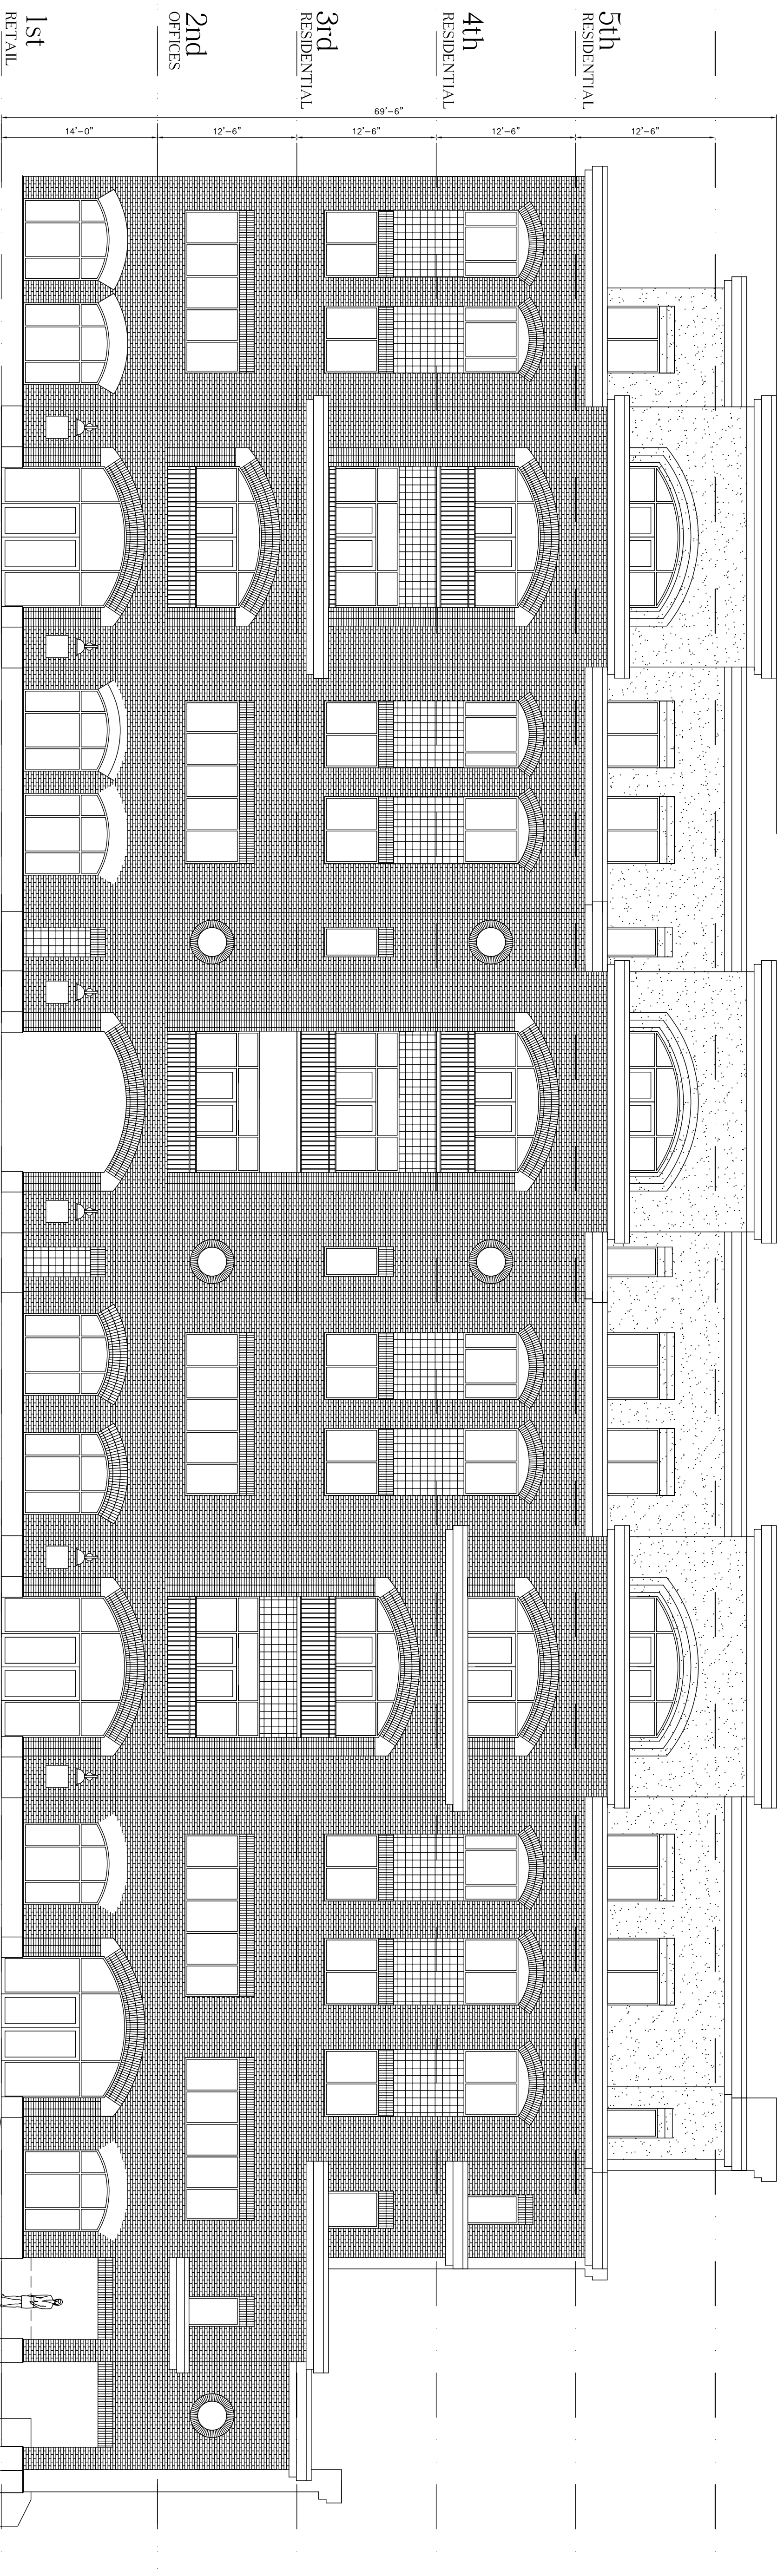 5th
RESIDENTIAL
4th
RESIDENTIAL
3rd
RESIDENTIAL
2nd
OFFICES
1st
RETAIL
69'-6"
12'-6"
12'-6"
12'-6"
12'-6"
14'-0"